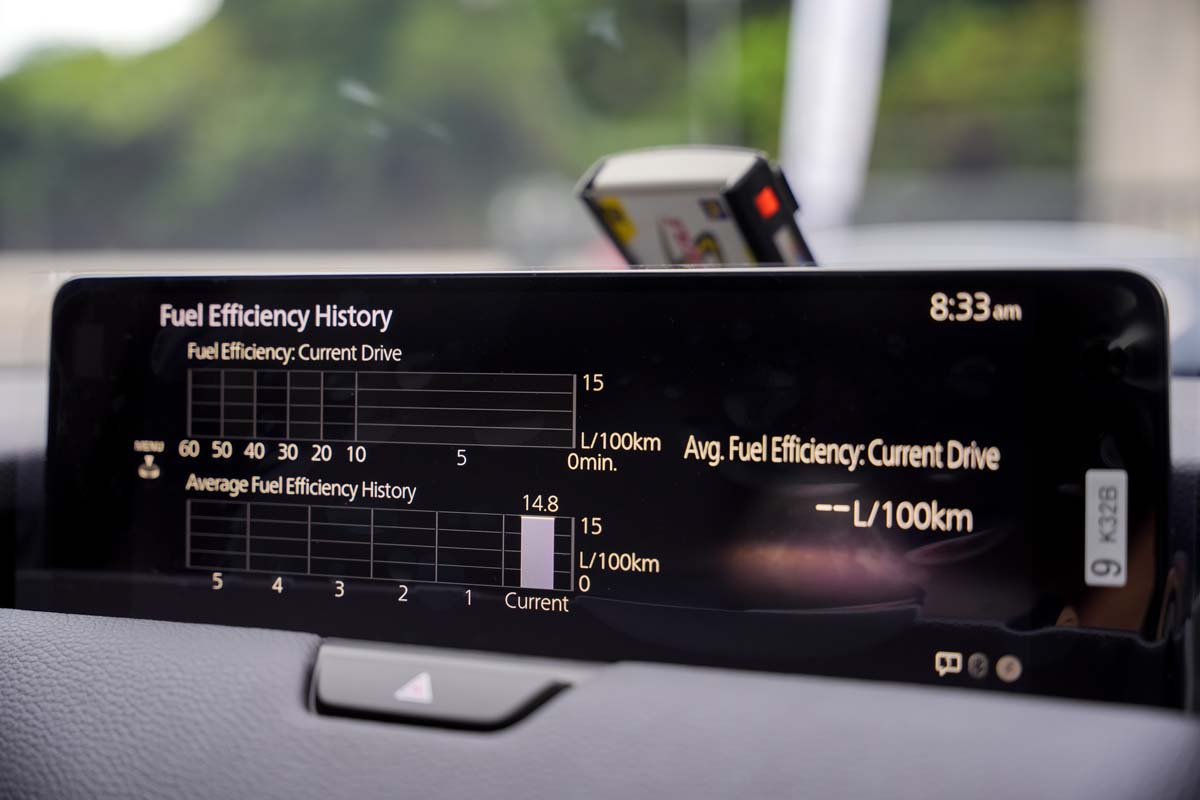 Fuel Efficiency History
8:33am
Fuel Efficiency: Current Drive
15
L/100km
60 50 40 30 20 10 5 0min.
MENU
Avg. Fuel Efficiency: Current Drive
--L/100km
Average Fuel Efficiency History
14.8
15
L/100km
0
5 4 3 2 1 Current
9 K32B